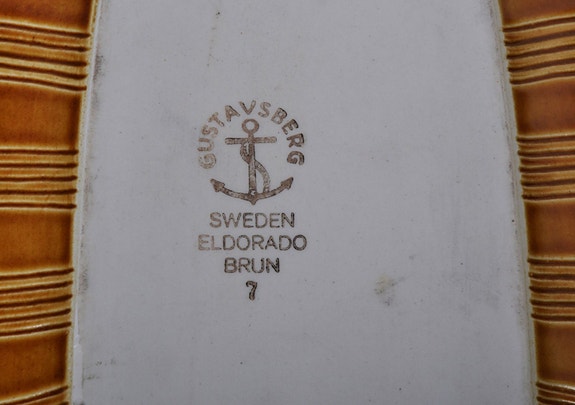 GUSTAVSBERG
SWEDEN
ELDORADO
BRUN
7